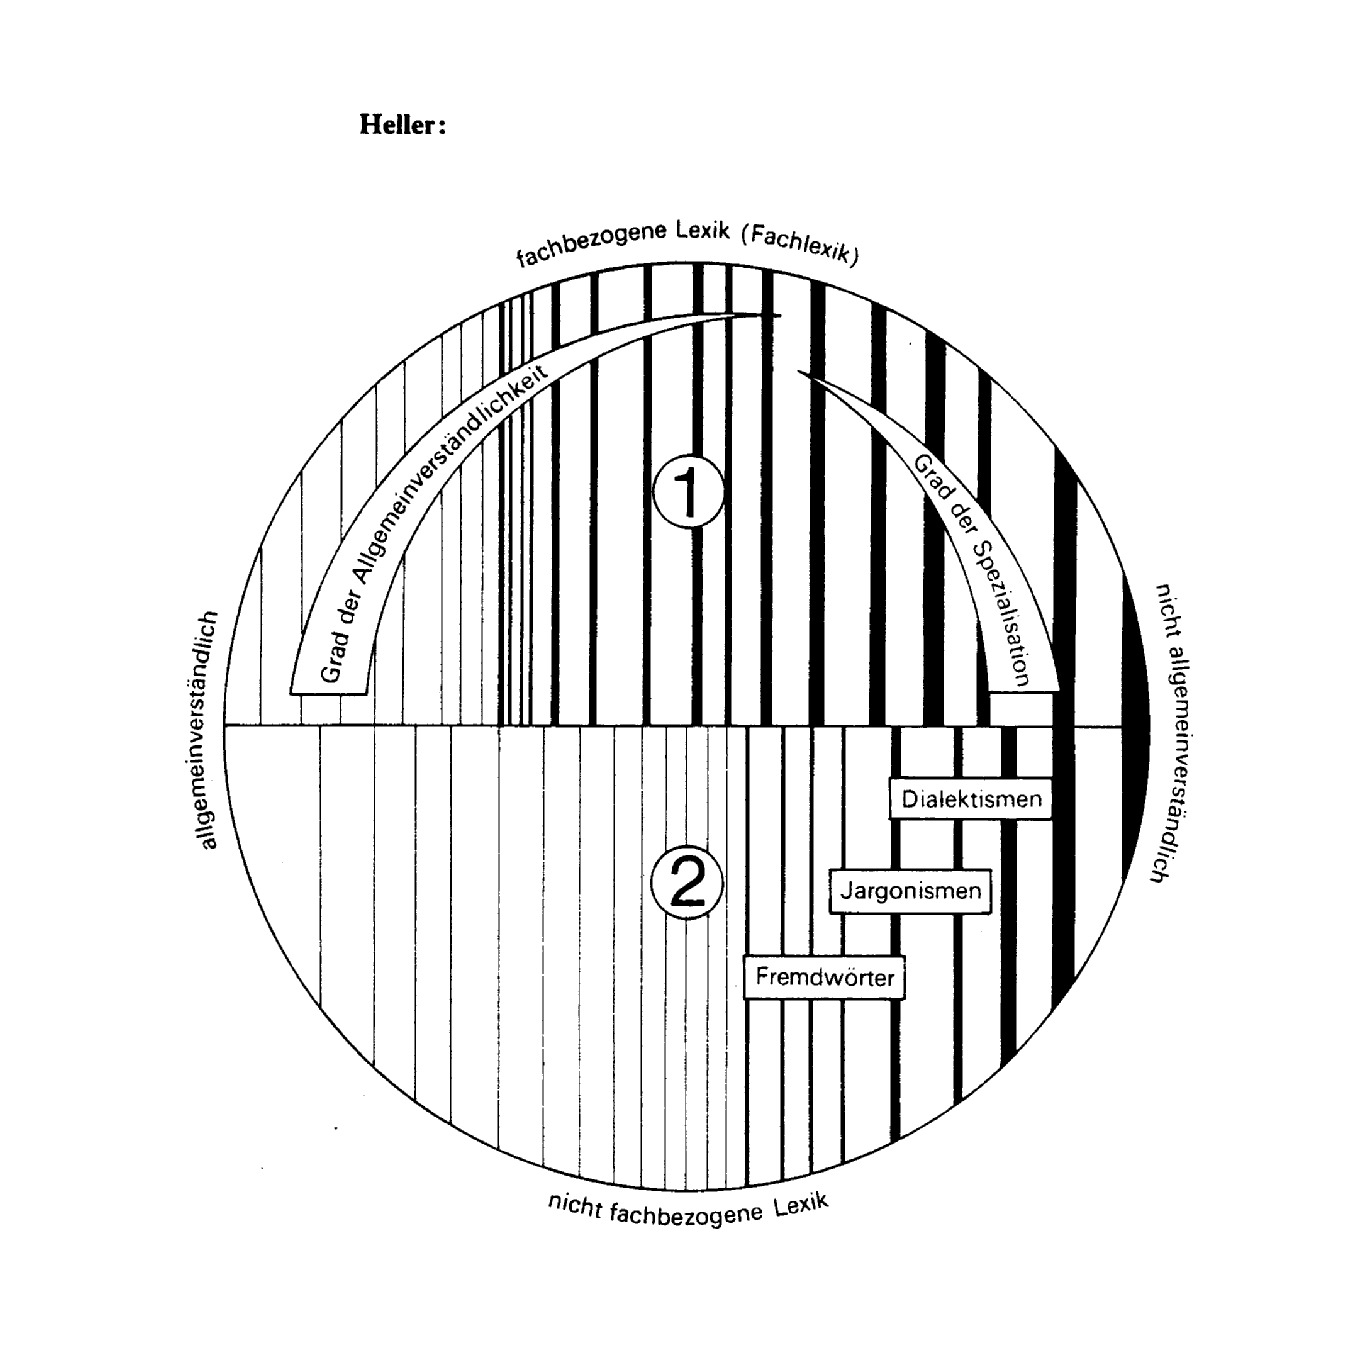 Heller:
fachbezogene Lexik (Fachlexik)
Grad der Allgemeinverständlichkeit
1
Grad der Spezialisation
allgemeinverständlich
nicht allgemeinverständlich
Dialektismen
2
Jargonismen
Fremdwörter
nicht fachbezogene Lexik